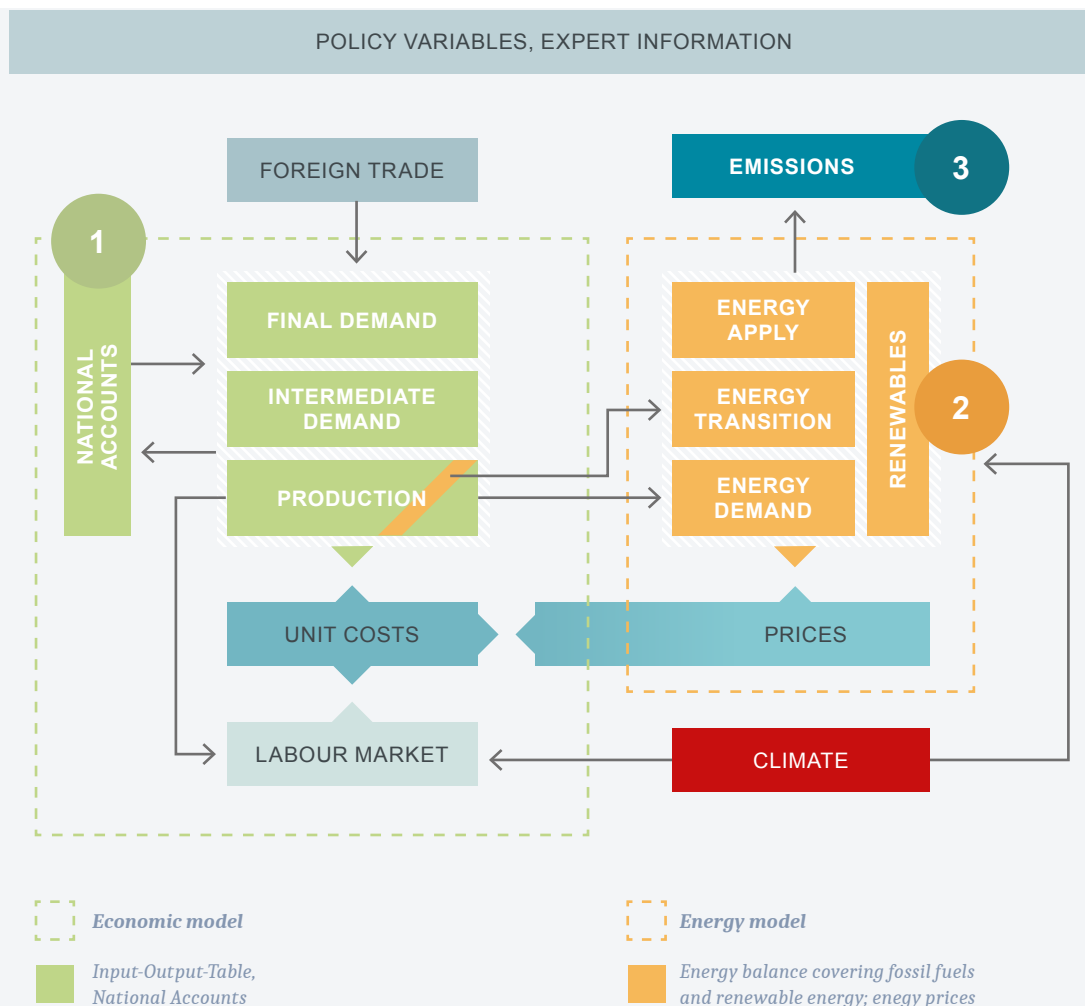 POLICY VARIABLES, EXPERT INFORMATION
FOREIGN TRADE
EMISSIONS
3
1
NATIONAL
ACCOUNTS
FINAL DEMAND
INTERMEDIATE
DEMAND
PRODUCTION
ENERGY
APPLY
ENERGY
TRANSITION
ENERGY
DEMAND
RENEWABLES
2
UNIT COSTS
PRICES
LABOUR MARKET
CLIMATE
Economic model
Energy model
Input-Output-Table,
National Accounts
Energy balance covering fossil fuels
and renewable energy; enegy prices